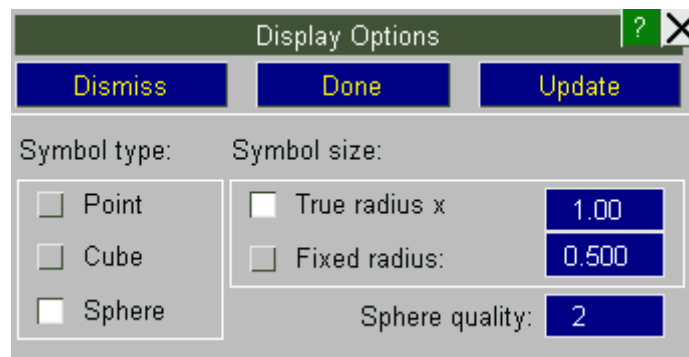 Display Options ?
Dismiss Done Update
Symbol type: Symbol size:
Point True radius x 1.00
Cube Fixed radius: 0.500
Sphere Sphere quality: 2